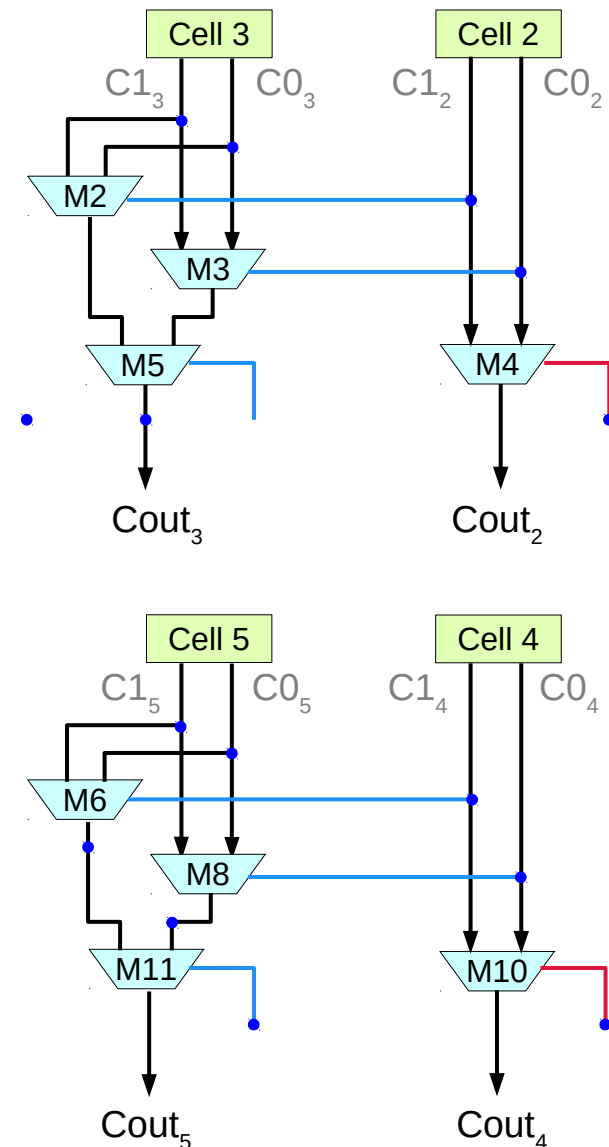 Cell 3 Cell 2
C1₃ C0₃ C1₂ C0₂
M2
M3
M5 M4
Cout₃ Cout₂
Cell 5 Cell 4
C1₅ C0₅ C1₄ C0₄
M6
M8
M11 M10
Cout₅ Cout₄